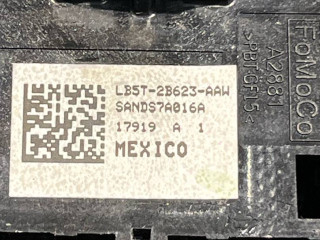 LB5T-2B623-AAW
SANDS7A016A
17919 A 1
MEXICO
FoMoCo
A2881
>PBT-GF15<